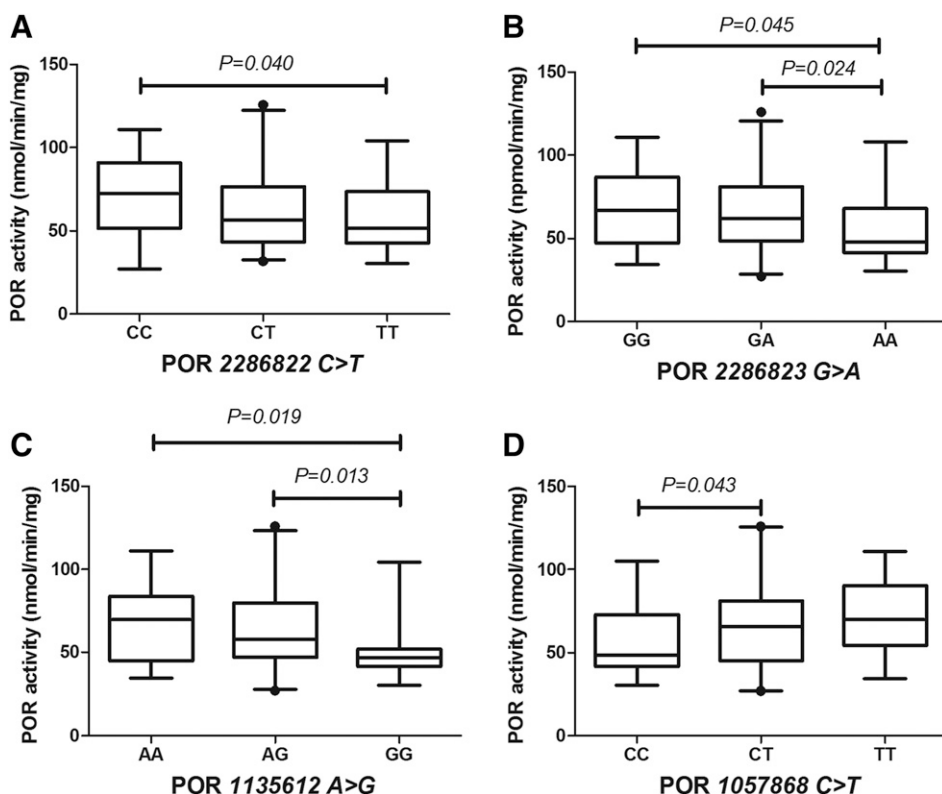 A
P=0.040
POR activity (nmol/min/mg)
150
100
50
0
CC CT TT
POR 2286822 C>T
B
P=0.045
P=0.024
POR activity (npmol/min/mg)
150
100
50
0
GG GA AA
POR 2286823 G>A
C
P=0.019
P=0.013
POR activity (nmol/min/mg)
150
100
50
0
AA AG GG
POR 1135612 A>G
D
P=0.043
POR activity (nmol/min/mg)
150
100
50
0
CC CT TT
POR 1057868 C>T